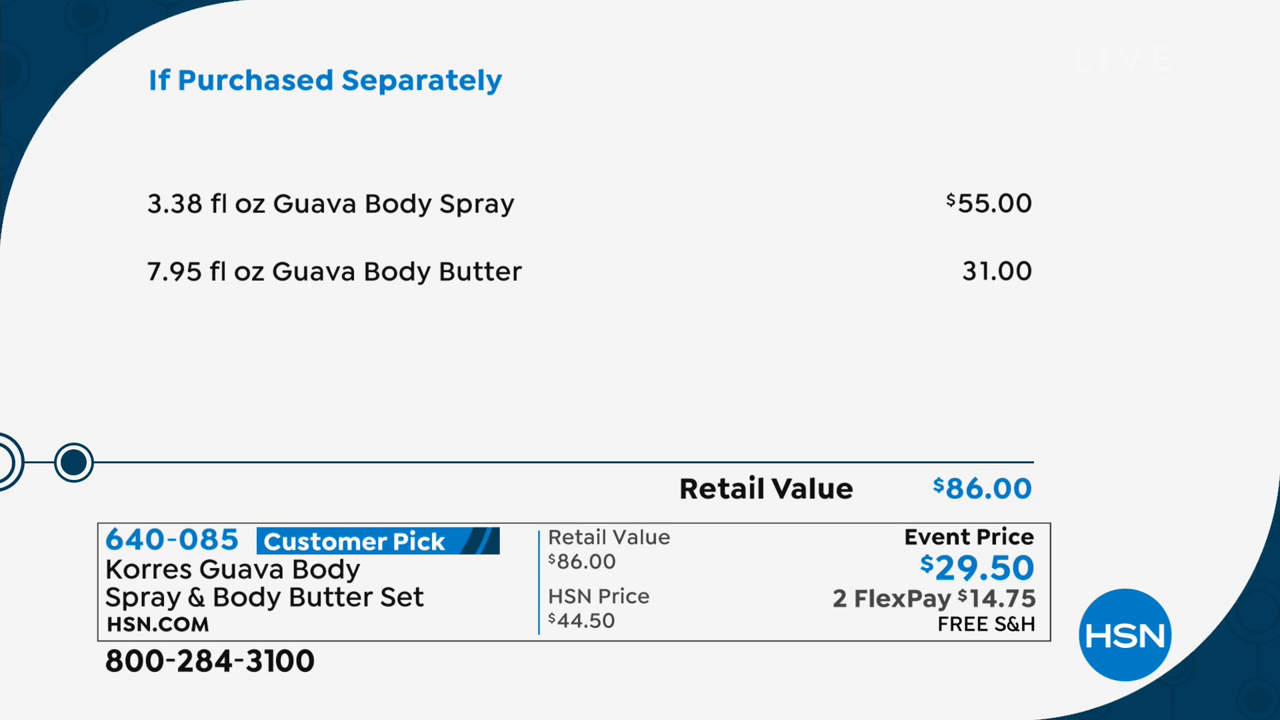 LIVE
If Purchased Separately
3.38 fl oz Guava Body Spray $55.00
7.95 fl oz Guava Body Butter 31.00
Retail Value $86.00
640-085 Customer Pick
Korres Guava Body
Spray & Body Butter Set
HSN.COM
Retail Value
$86.00
HSN Price
$44.50
Event Price
$29.50
2 FlexPay $14.75
FREE S&H
HSN
800-284-3100